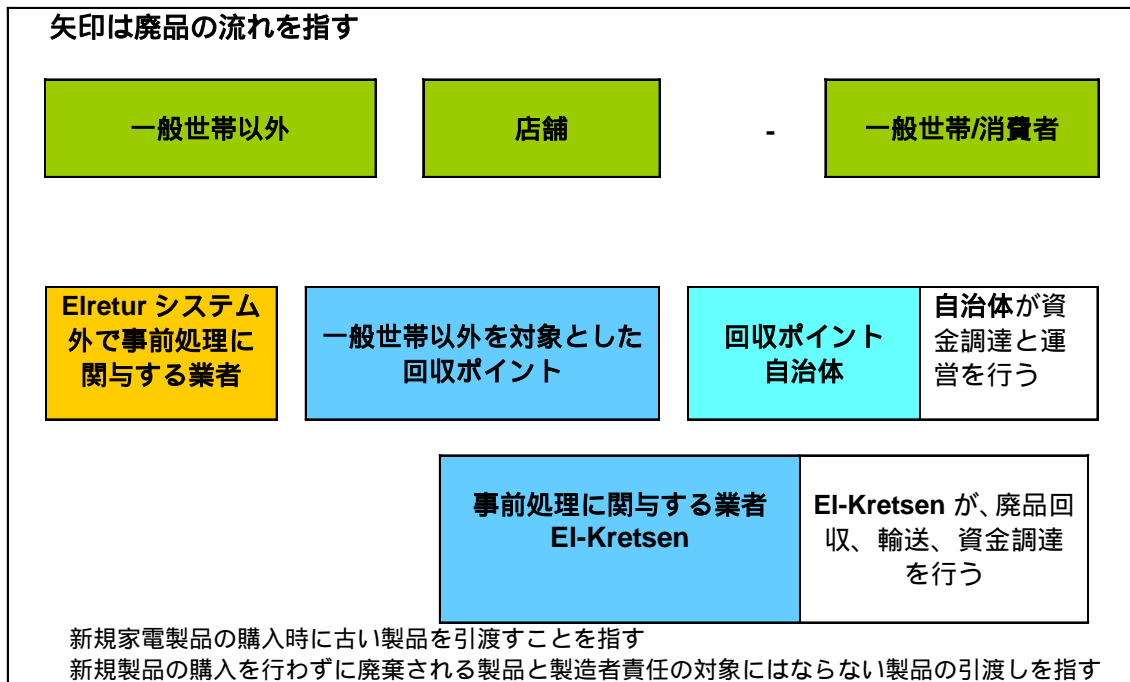 矢印は廃品の流れを指す
一般世帯以外
店舗
-
一般世帯/消費者
Elretur システム
外で事前処理に
関与する業者
一般世帯以外を対象とした
回収ポイント
回収ポイント
自治体
自治体が資
金調達と運
営を行う
事前処理に関与する業者
El-Kretsen
El-Kretsen が、廃品回
収、輸送、資金調達
を行う
新規家電製品の購入時に古い製品を引渡すことを指す
新規製品の購入を行わずに廃棄される製品と製造者責任の対象にはならない製品の引渡しを指す